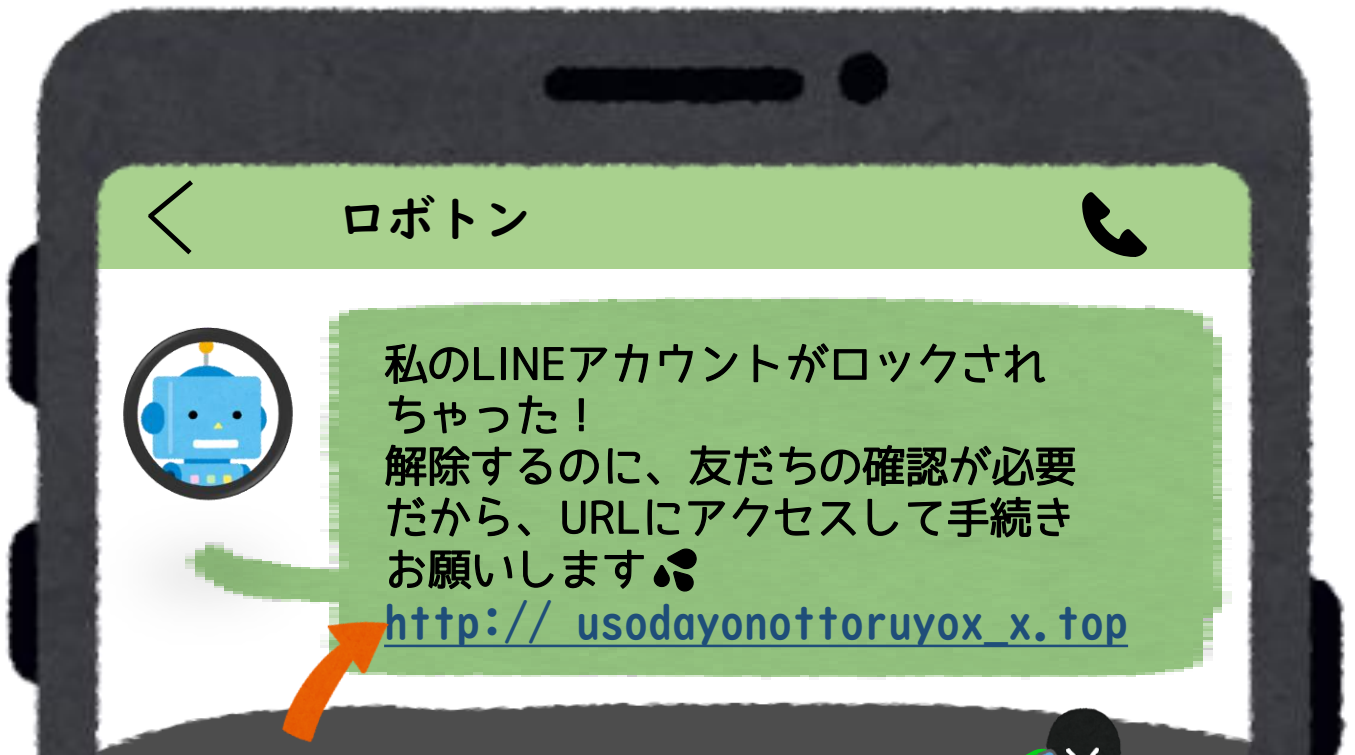 ロボトン
私のLINEアカウントがロックされ
ちゃった！
解除するのに、友だちの確認が必要
だから、URLにアクセスして手続き
お願いします💦
http:// usodayonottoruyox_x.top